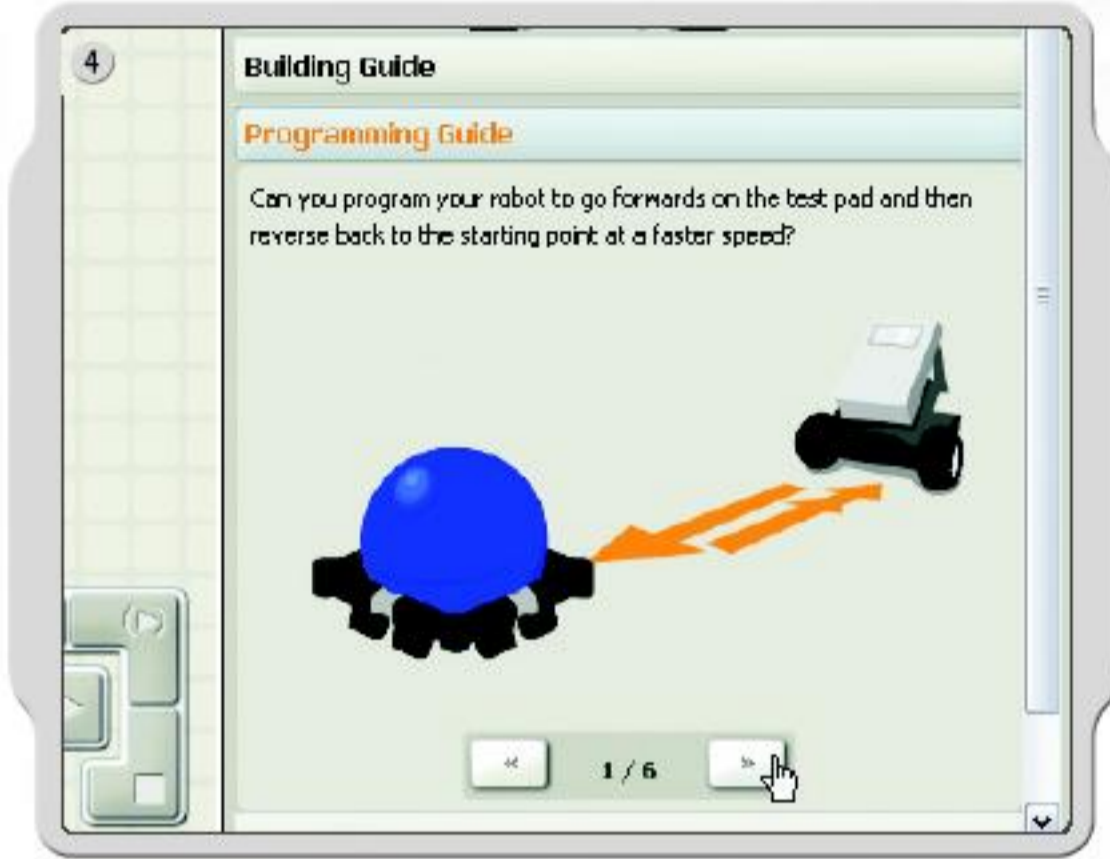 4
Building Guide
Programming Guide
Can you program your robot to go forwards on the test pad and then
reverse back to the starting point at a faster speed?
1 / 6